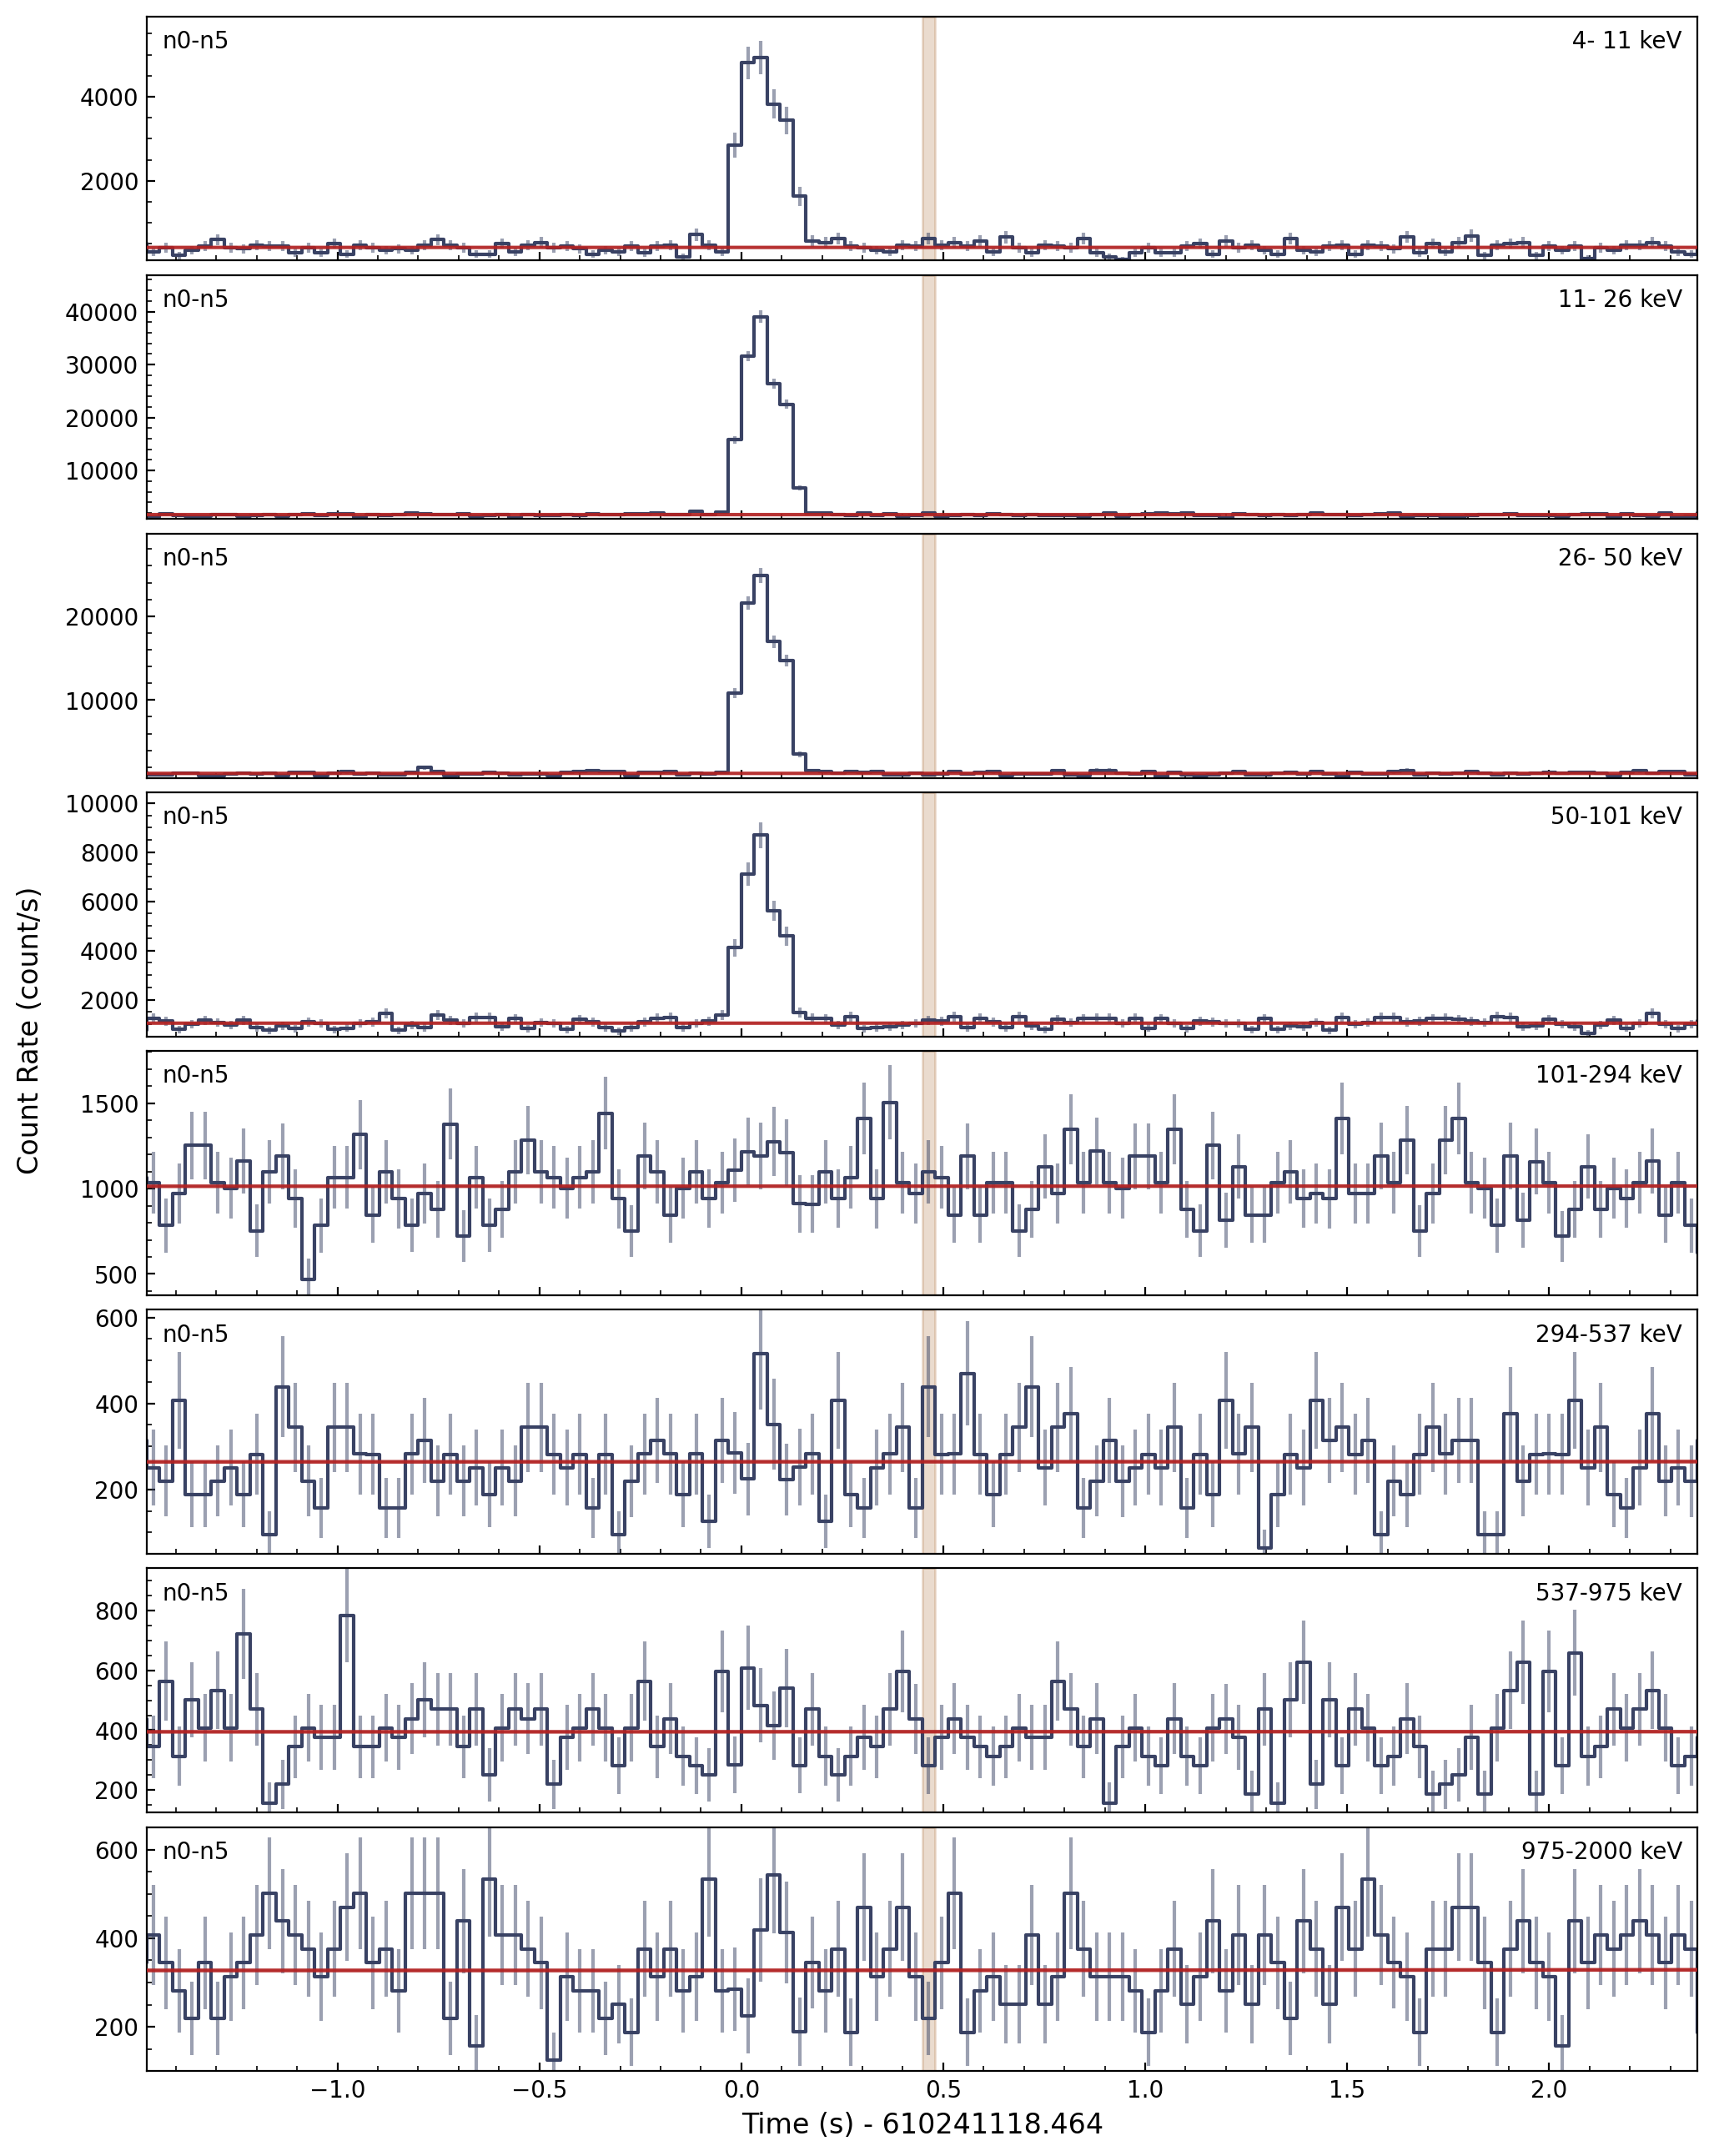 n0-n5 4- 11 keV
4000
2000
n0-n5 11- 26 keV
40000
30000
20000
10000
n0-n5 26- 50 keV
20000
10000
n0-n5 50-101 keV
10000
8000
6000
4000
2000
n0-n5 101-294 keV
1500
1000
500
n0-n5 294-537 keV
600
400
200
n0-n5 537-975 keV
800
600
400
200
n0-n5 975-2000 keV
600
400
200
Count Rate (count/s)
−1.0 −0.5 0.0 0.5 1.0 1.5 2.0
Time (s) - 610241118.464